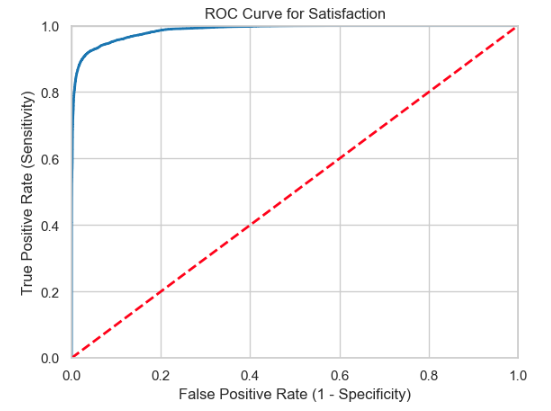 ROC Curve for Satisfaction
1.0
0.8
0.6
0.4
0.2
0.0
True Positive Rate (Sensitivity)
0.0 0.2 0.4 0.6 0.8 1.0
False Positive Rate (1 - Specificity)